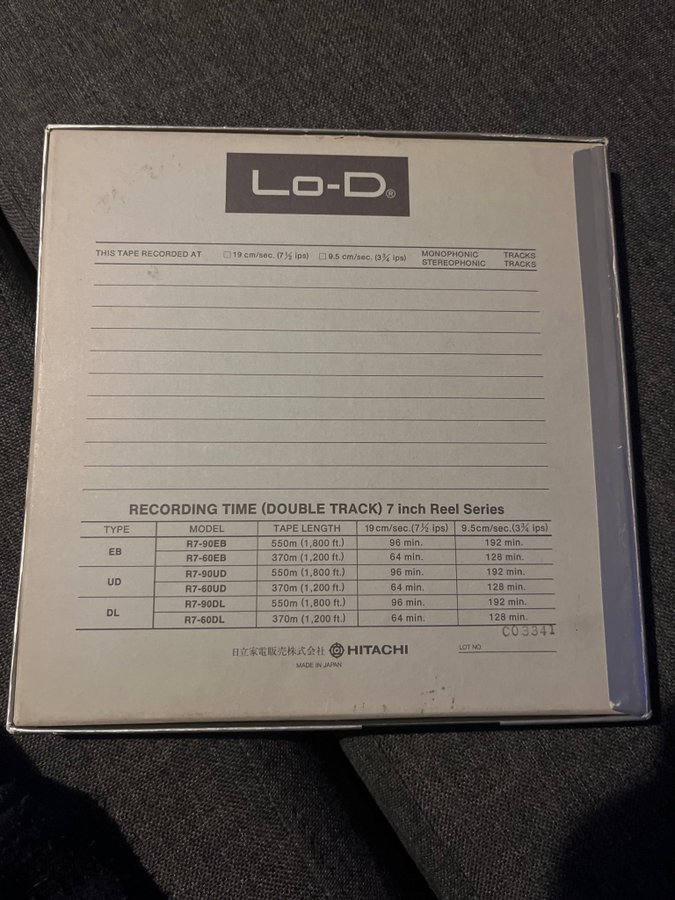 Lo-D®
THIS TAPE RECORDED AT □ 19 cm/sec. (7½ ips) □ 9.5 cm/sec. (3¾ ips) MONOPHONIC TRACKS
STEREOPHONIC TRACKS
RECORDING TIME (DOUBLE TRACK) 7 inch Reel Series
TYPE MODEL TAPE LENGTH 19cm/sec.(7½ ips) 9.5cm/sec.(3¾ ips)
EB R7-90EB 550m (1,800 ft.) 96 min. 192 min.
R7-60EB 370m (1,200 ft.) 64 min. 128 min.
UD R7-90UD 550m (1,800 ft.) 96 min. 192 min.
R7-60UD 370m (1,200 ft.) 64 min. 128 min.
DL R7-90DL 550m (1,800 ft.) 96 min. 192 min.
R7-60DL 370m (1,200 ft.) 64 min. 128 min.
C03341
日立家電販売株式会社 HITACHI LOT NO.
MADE IN JAPAN